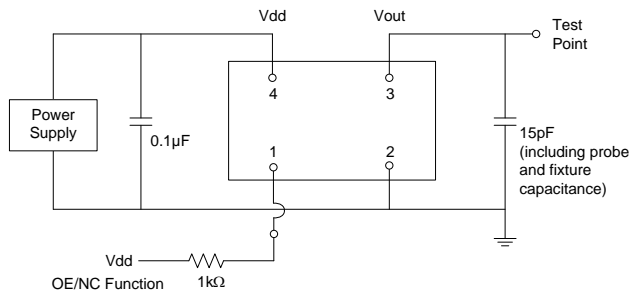 Vdd
Vout
Test
Point
4
3
Power
Supply
0.1µF
1
2
15pF
(including probe
and fixture
capacitance)
Vdd
1kΩ
OE/NC Function